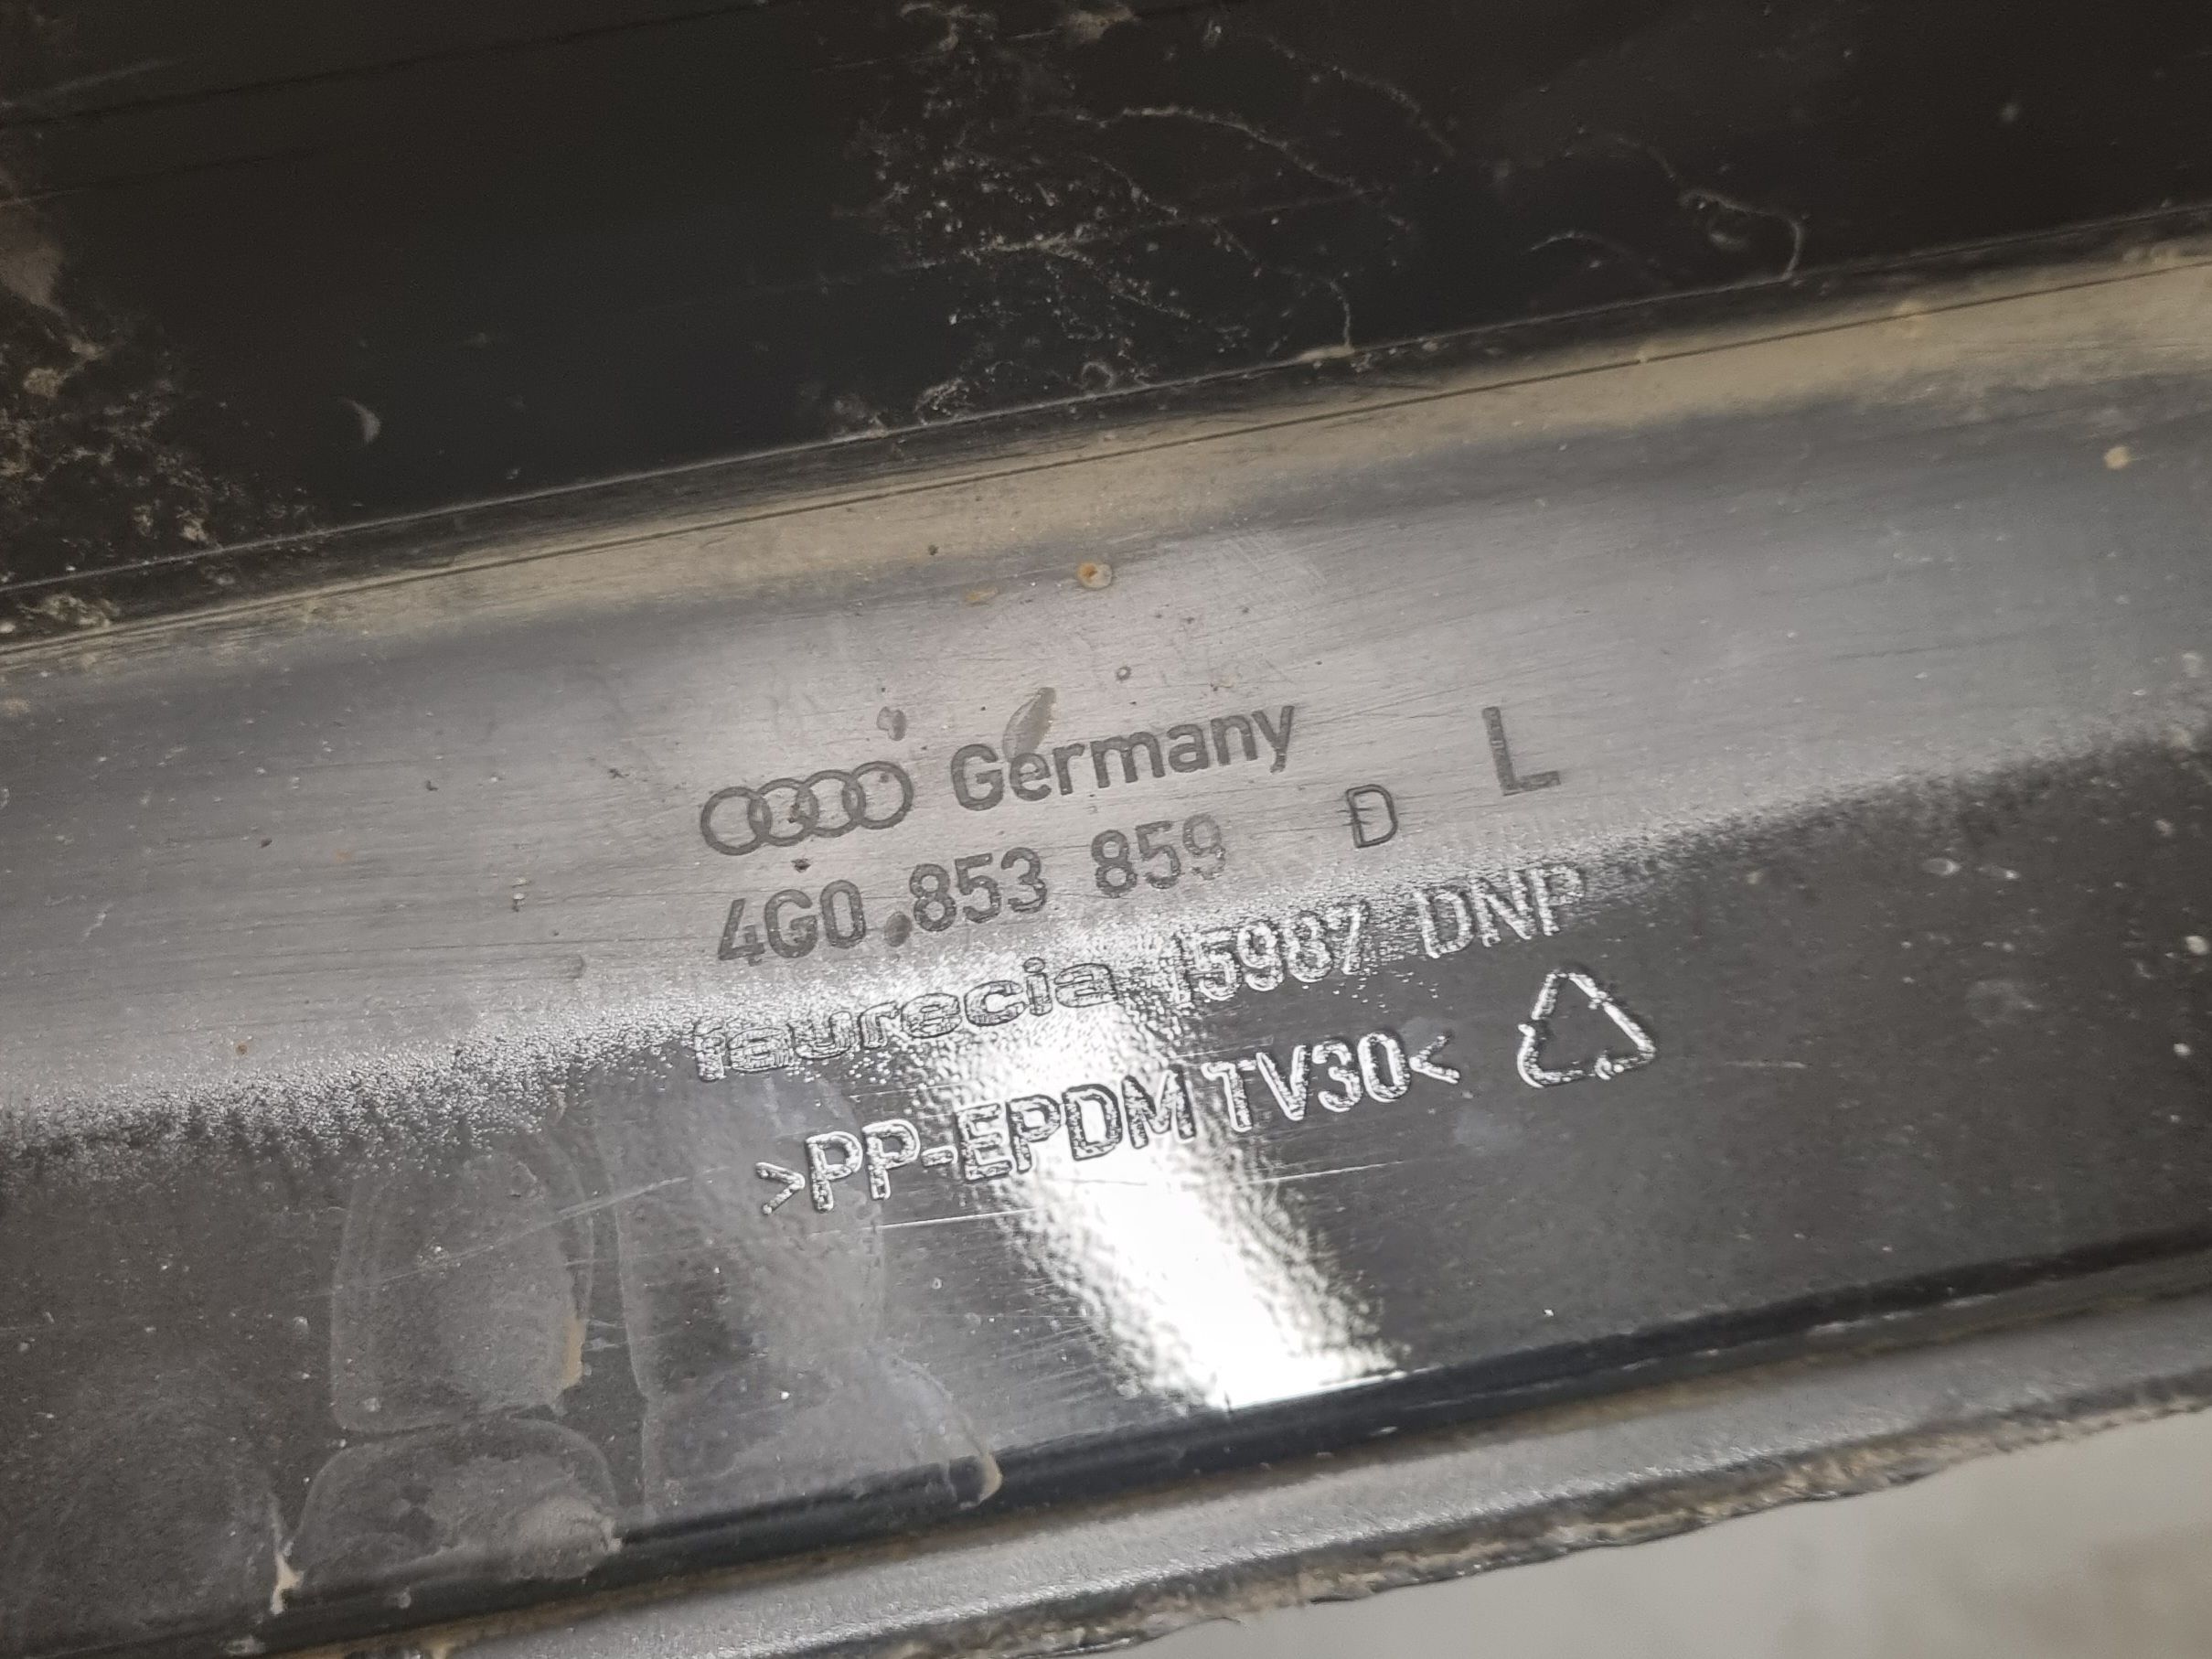 Germany L
4G0.853 859 D
faurecia 15987 DNP
>PP-EPDM TV30<